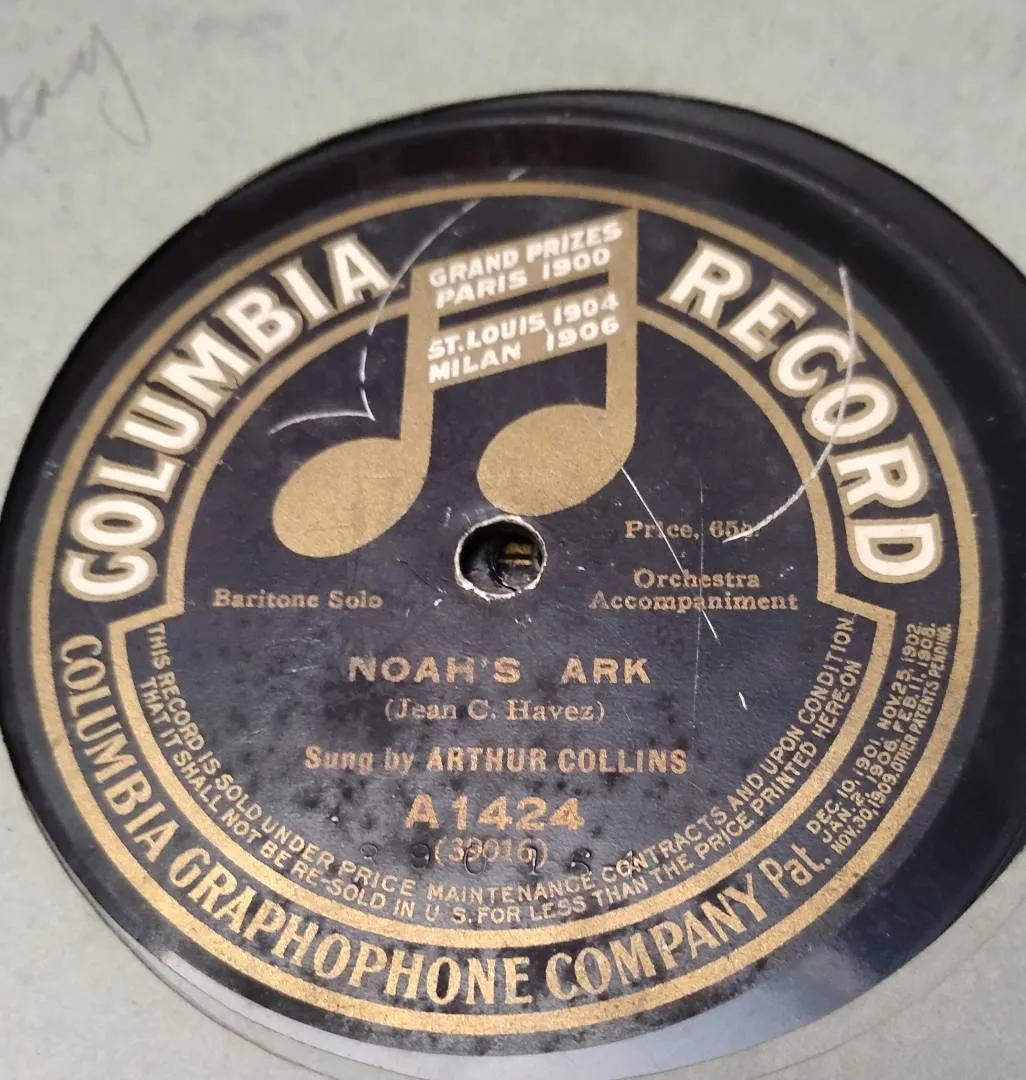 COLUMBIA RECORD
GRAND PRIZES
PARIS 1900
ST. LOUIS 1904
MILAN 1906
Price, 65c.
Baritone Solo
Orchestra
Accompaniment
NOAH'S ARK
(Jean C. Havez)
Sung by ARTHUR COLLINS
A1424
(39016)
THIS RECORD IS SOLD UNDER PRICE MAINTENANCE CONTRACTS AND UPON CONDITION
THAT IT SHALL NOT BE RE-SOLD IN U.S. FOR LESS THAN THE PRICE PRINTED HERE-ON
COLUMBIA GRAPHOPHONE COMPANY Pat.
DEC. 10, 1901. NOV. 25, 1902.
JAN. 2, 1906. FEB. 11, 1908.
NOV. 30, 1909. OTHER PATENTS PENDING.